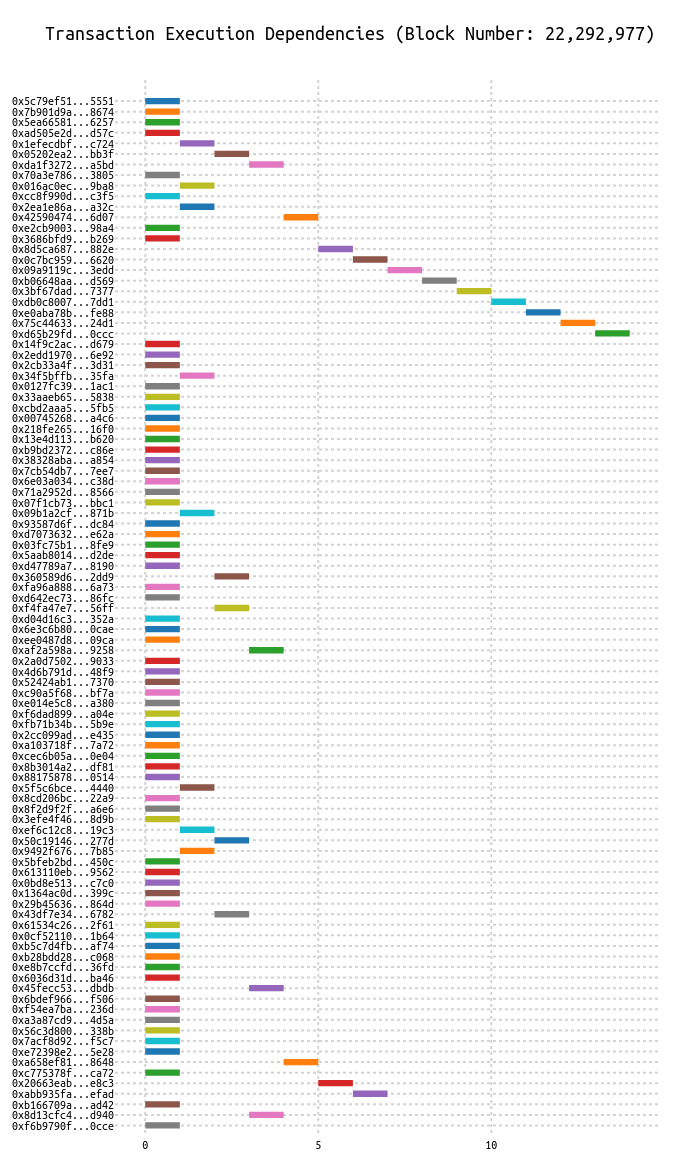 Transaction Execution Dependencies (Block Number: 22,292,977)
0x5c79ef51...5551
0x7b901d9a...8674
0x5ea66581...6257
0xad505e2d...d57c
0x1efecdbf...c724
0x05202ea2...bb3f
0xda1f3272...a5bd
0x70a3e786...3805
0x016ac0ec...9ba8
0xcc8f990d...c3f5
0x2ea1e86a...a32c
0x42590474...6d07
0xe2cb9003...98a4
0x3686bfd9...b269
0x8d5ca687...882e
0x0c7bc959...6620
0x09a9119c...3edd
0xb06648aa...d569
0x3bf67dad...7377
0xdb0c8007...7dd1
0xe0aba78b...fe88
0x75c44633...24d1
0xd65b29fd...0ccc
0x14f9c2ac...d679
0x2edd1970...6e92
0x2cb33a4f...3d31
0x34f5bffb...35fa
0x0127fc39...1ac1
0x33aaeb65...5838
0xcbd2aaa5...5fb5
0x00745268...a4c6
0x218fe265...16f0
0x13e4d113...b620
0xb9bd2372...c86e
0x38328aba...a854
0x7cb54db7...7ee7
0x6e03a034...c38d
0x71a2952d...8566
0x07f1cb73...bbc1
0x09b1a2cf...871b
0x93587d6f...dc84
0xd7073632...e62a
0x03fc75b1...8fe9
0x5aab8014...d2de
0xd47789a7...8190
0x360589d6...2dd9
0xfa96a888...6a73
0xd642ec73...86fc
0xf4fa47e7...56ff
0xd04d16c3...352a
0x6e3c6b80...0cae
0xee0487d8...09ca
0xaf2a598a...9258
0x2a0d7502...9033
0x4d6b791d...48f9
0x52424ab1...7370
0xc90a5f68...bf7a
0xe014e5c8...a380
0xf6dad899...a04e
0xfb71b34b...5b9e
0x2cc099ad...e435
0xa103718f...7a72
0xcec6b05a...0e04
0x8b3014a2...df81
0x88175878...0514
0x5f5c6bce...4440
0x8cd206bc...22a9
0x8f2d9f2f...a6e6
0x3efe4f46...8d9b
0xef6c12c8...19c3
0x50c19146...277d
0x9492f676...7b85
0x5bfeb2bd...450c
0x613110eb...9562
0x0bd8e513...c7c0
0x1364ac0d...399c
0x29b45636...864d
0x43df7e34...6782
0x61534c26...2f61
0x0cf52110...1b64
0xb5c7d4fb...af74
0xb28bdd28...c068
0xe8b7ccfd...36fd
0x6036d31d...ba46
0x45fecc53...dbdb
0x6bdef966...f506
0xf54ea7ba...236d
0xa3a87cd9...4d5a
0x56c3d800...338b
0x7acf8d92...f5c7
0xe72398e2...5e28
0xa658ef81...8648
0xc775378f...ca72
0x20663eab...e8c3
0xabb935fa...efad
0xb166709a...ad42
0x8d13cfc4...d940
0xf6b9790f...0cce
0 5 10